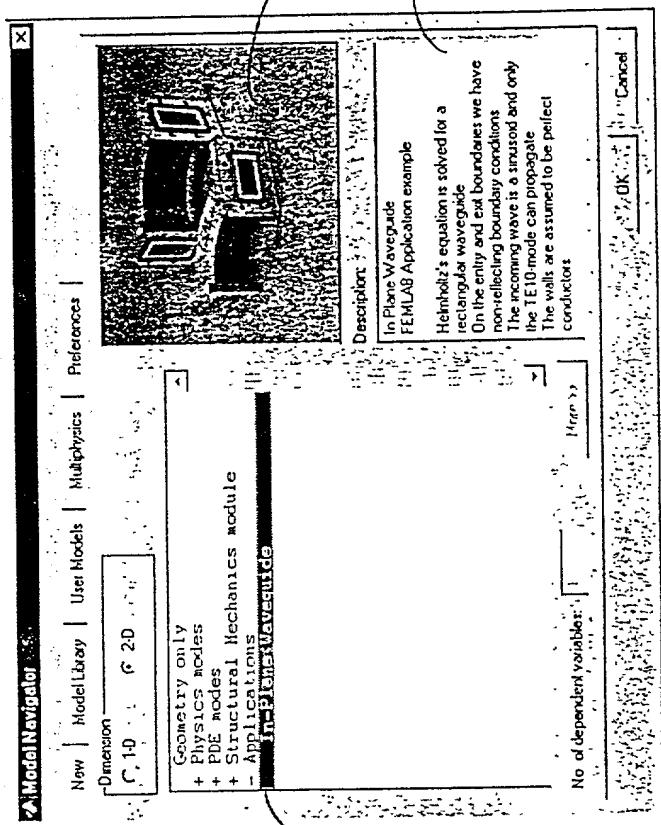 Model Navigator
New Model Library User Models Multiphysics Preferences
Dimension
1-D 2-D
Geometry only
+ Physics modes
+ PDE modes
+ Structural Mechanics module
- Applications
In-PlaneWaveguide
No of dependent variables: 1
More >>
Description:
In Plane Waveguide
FEMLAB Application example
Helmholtz's equation is solved for a
rectangular waveguide
On the entry and exit boundaries we have
non-reflecting boundary conditions
The incoming wave is a sinusoid and only
the TE10-mode can propagate
The walls are assumed to be perfect
conductors
OK Cancel